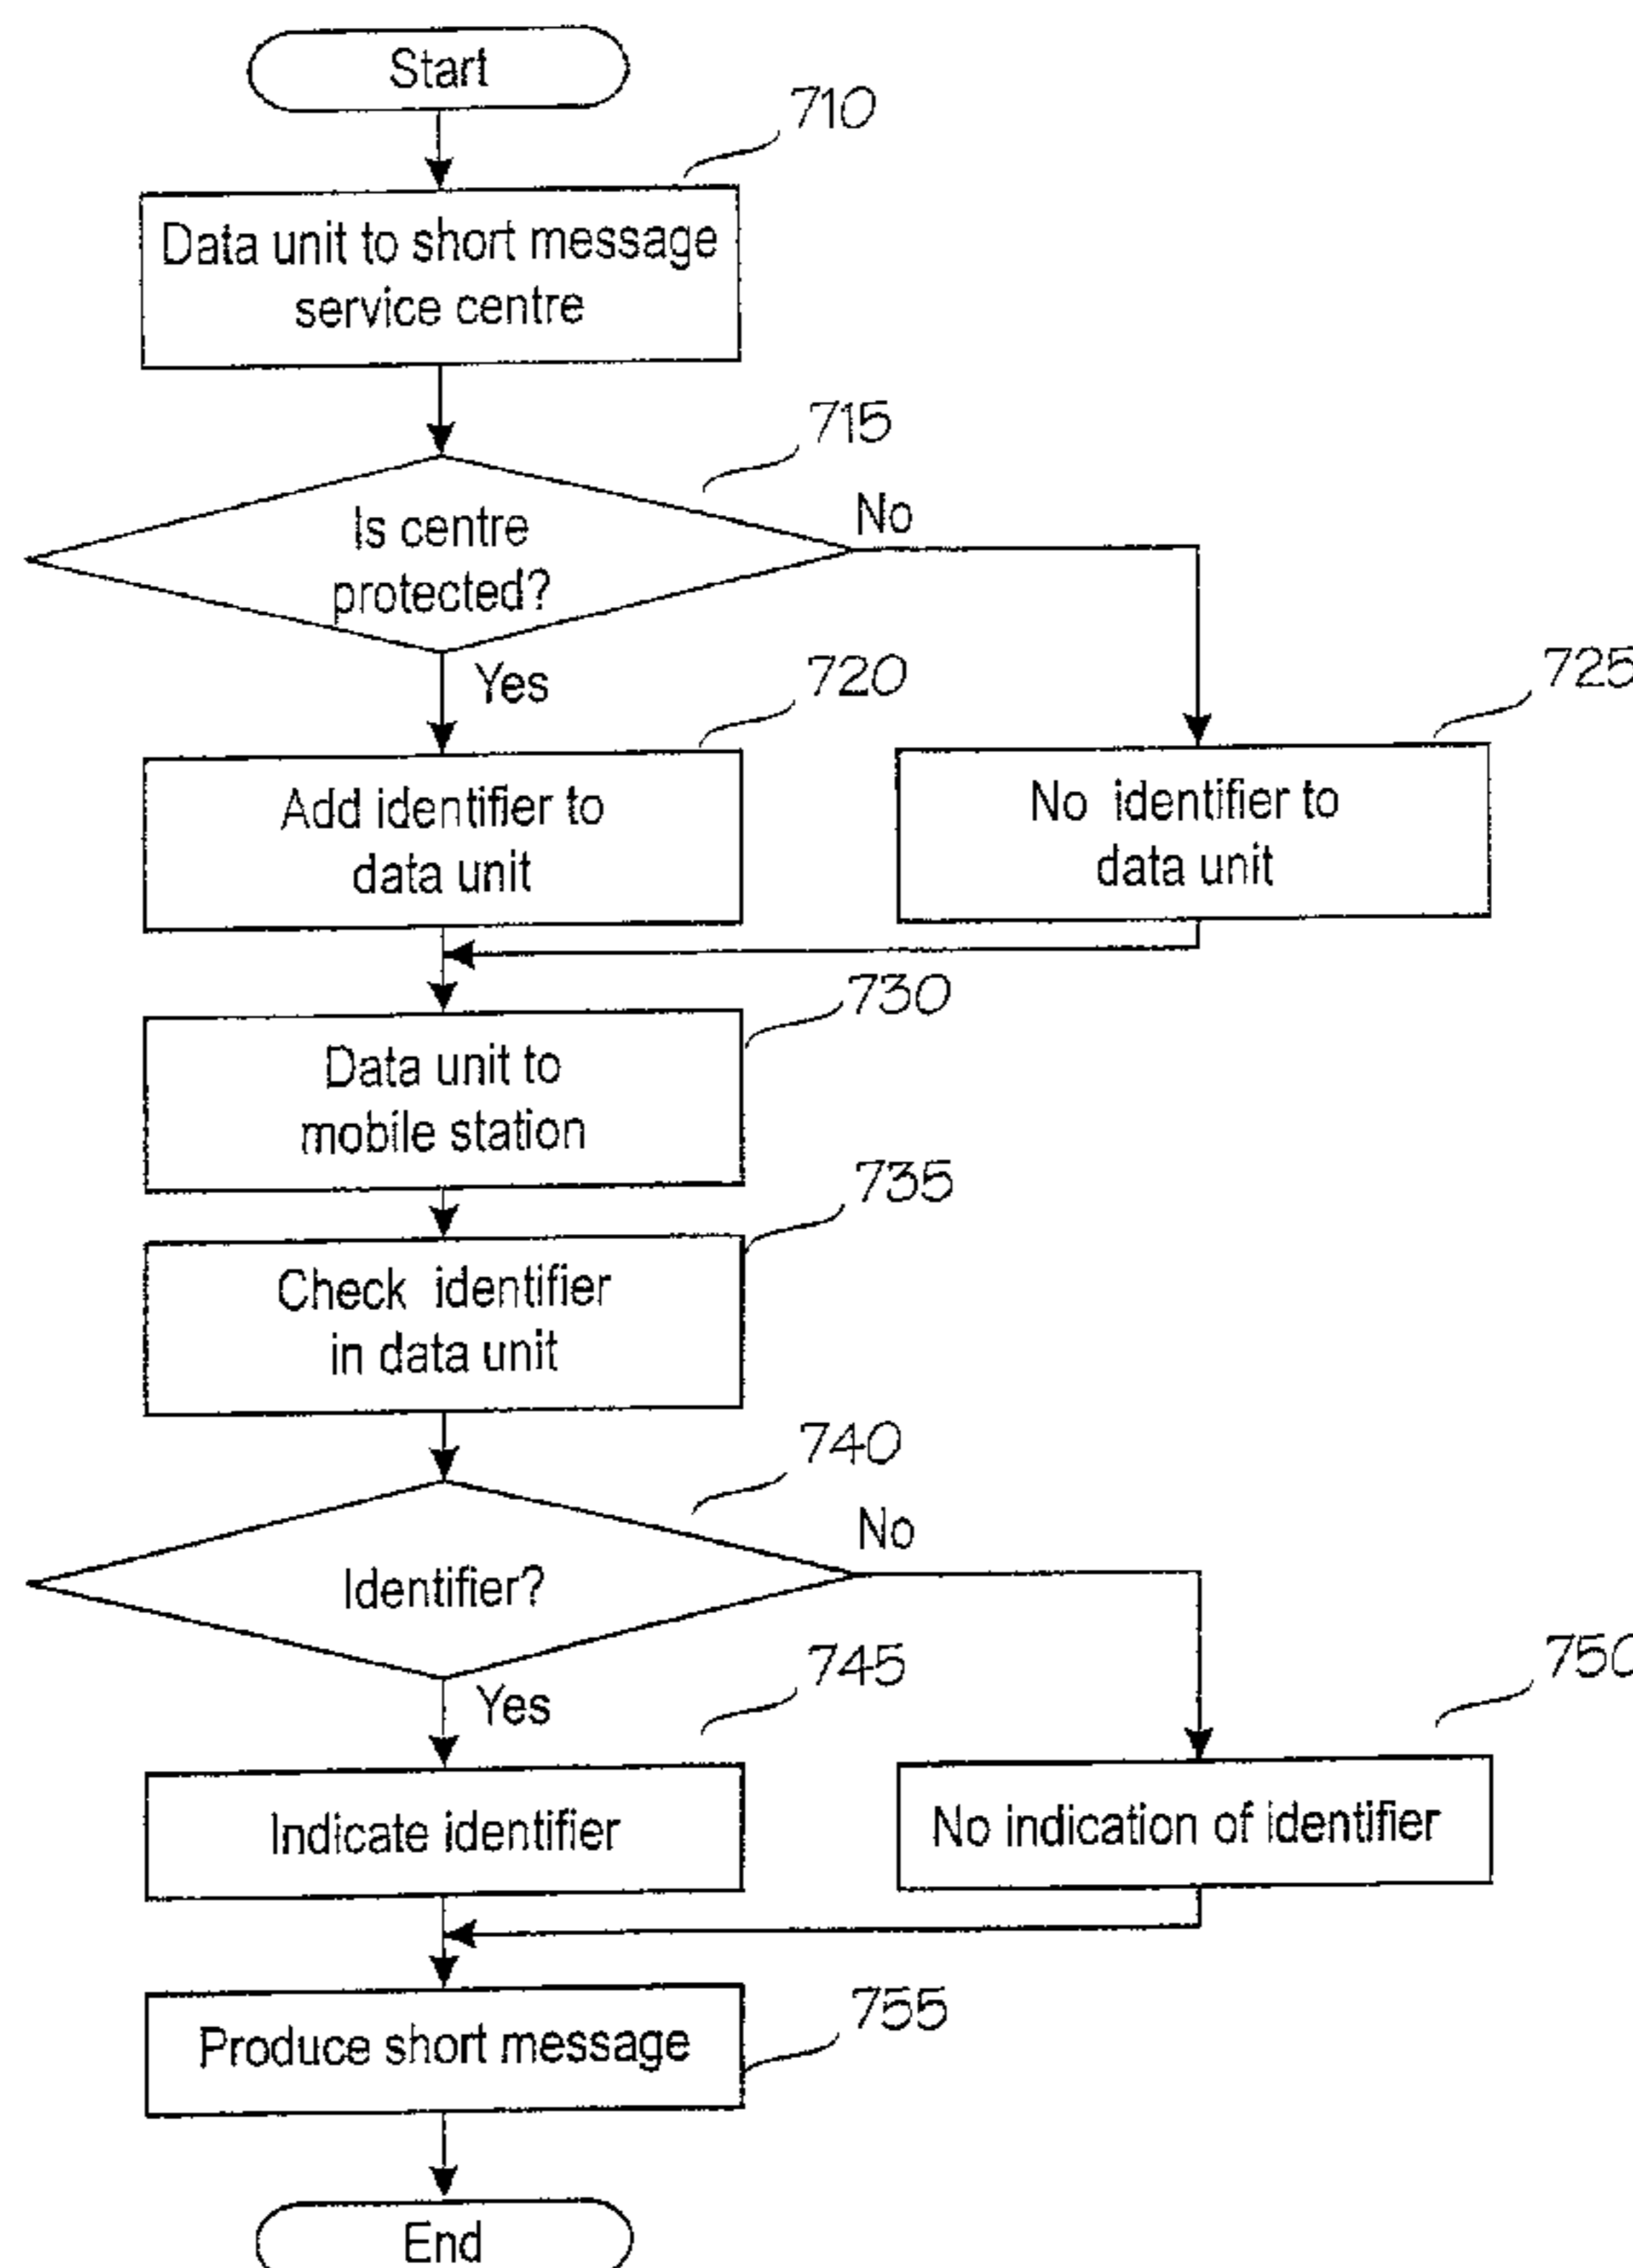 Start
710
Data unit to short message
service centre
715
Is centre
protected?
No
Yes
720
725
Add identifier to
data unit
No identifier to
data unit
730
Data unit to
mobile station
735
Check identifier
in data unit
740
Identifier?
No
Yes
745
750
Indicate identifier
No indication of identifier
755
Produce short message
End